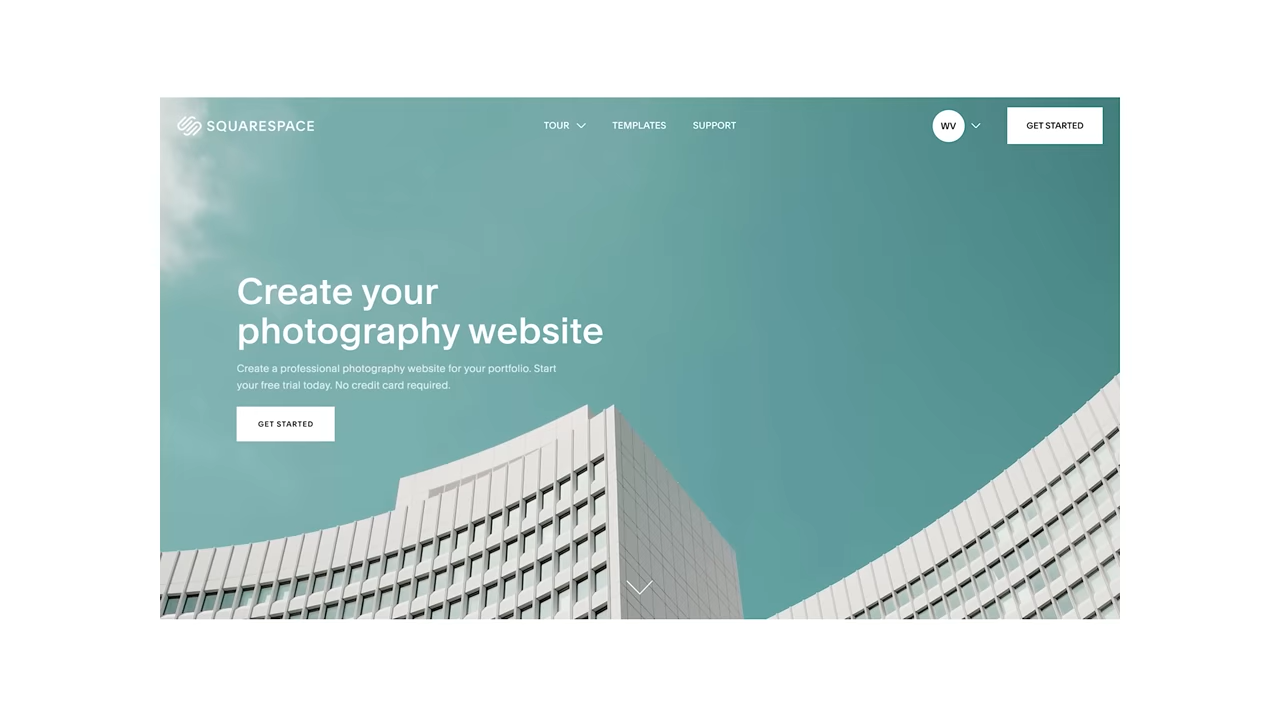 SQUARESPACE
TOUR
TEMPLATES
SUPPORT
WV
GET STARTED
Create your
photography website
Create a professional photography website for your portfolio. Start
your free trial today. No credit card required.
GET STARTED